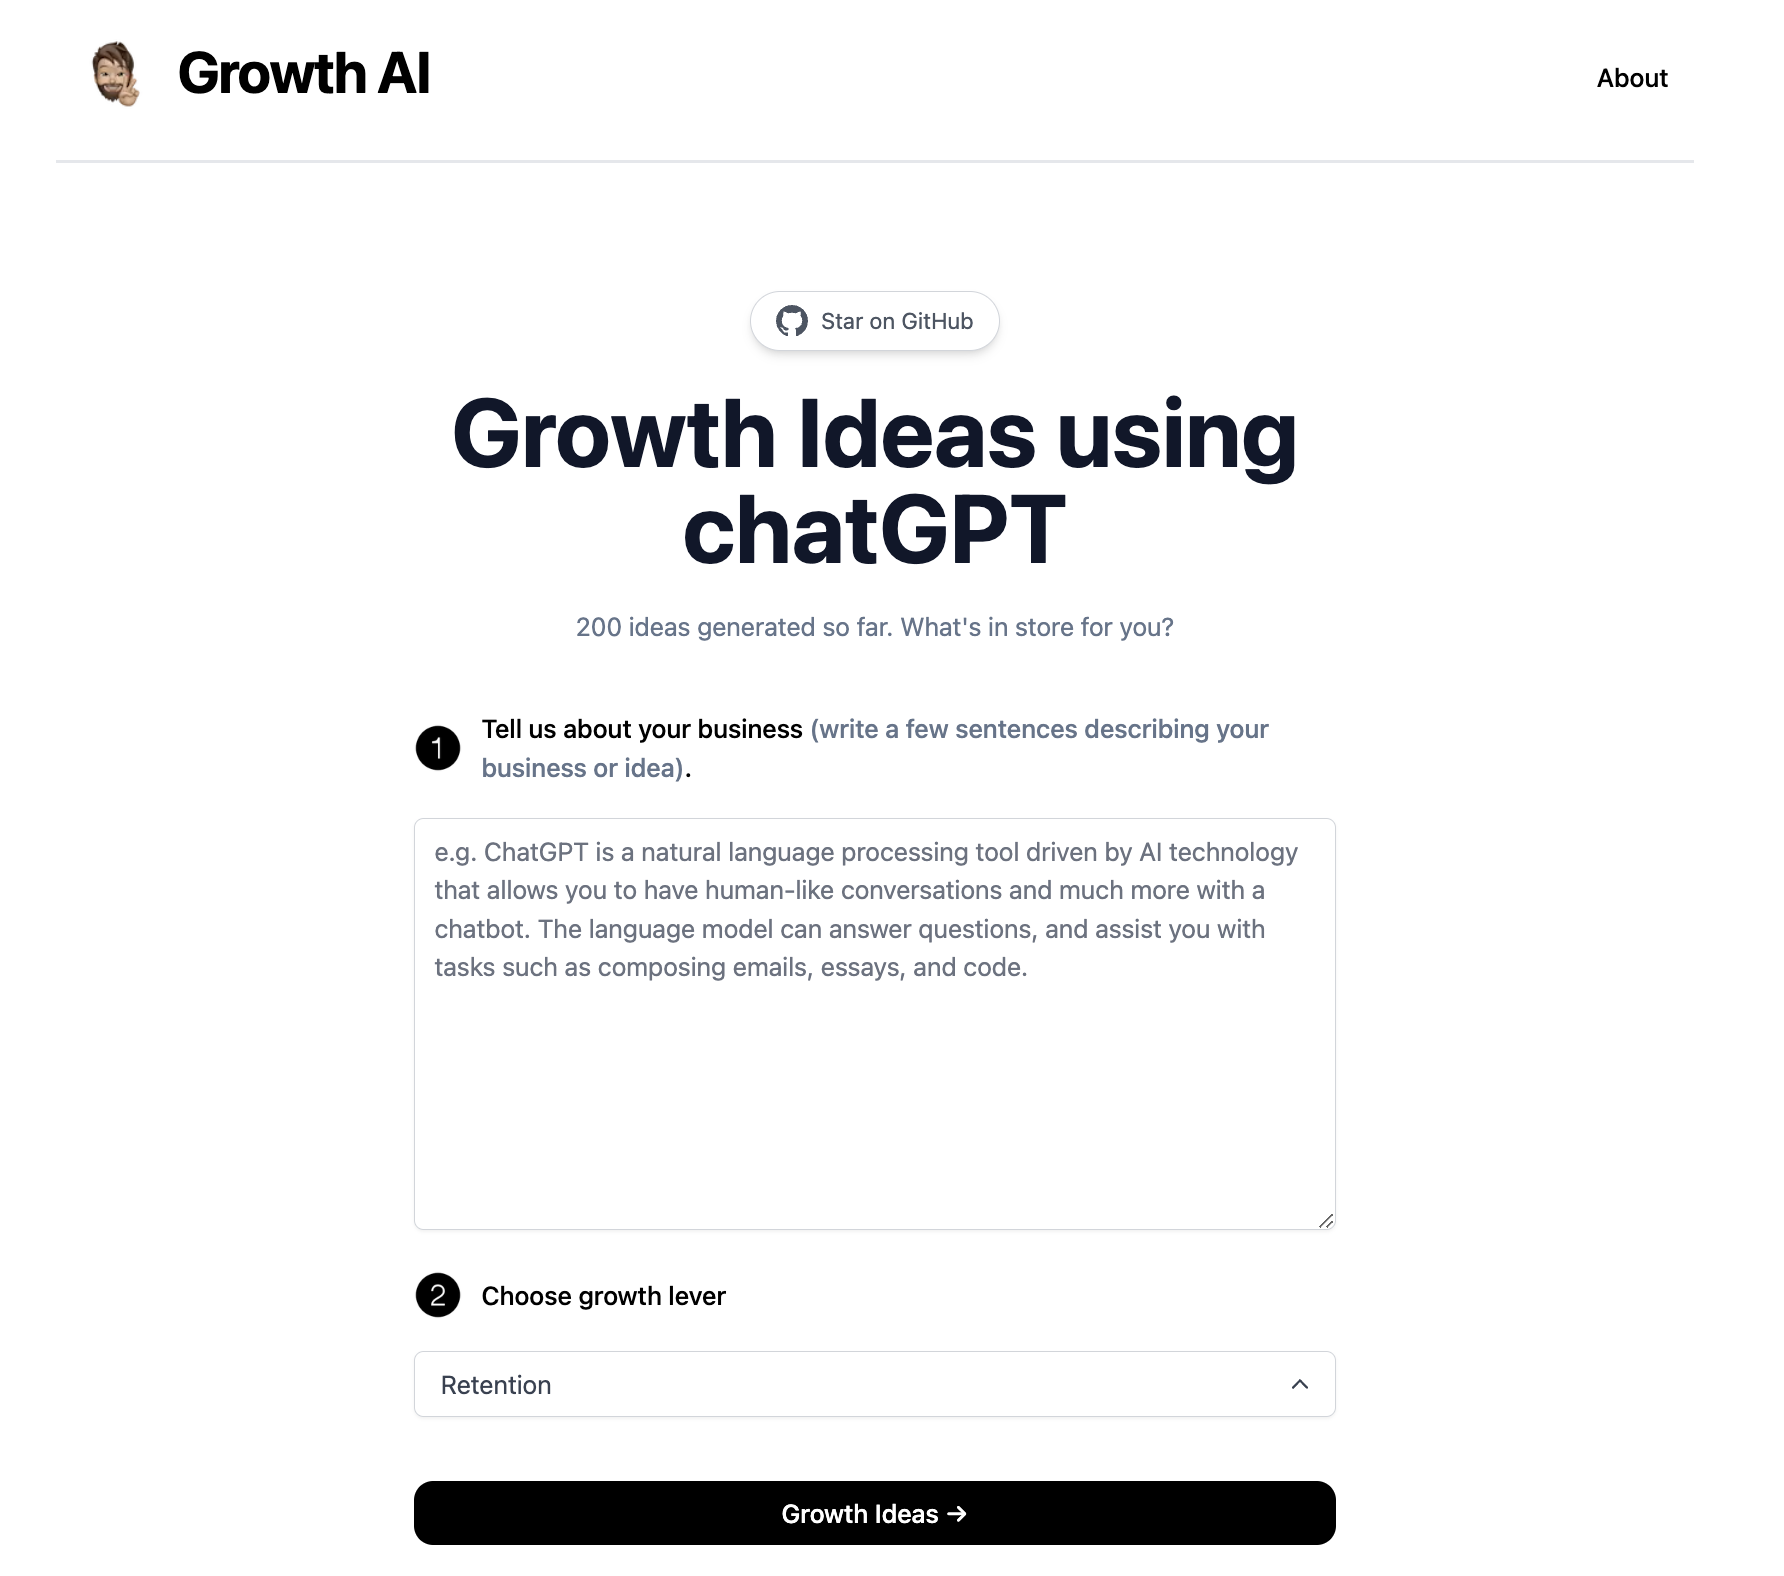 Growth AI
About
Star on GitHub
Growth Ideas using
chatGPT
200 ideas generated so far. What's in store for you?
1 Tell us about your business (write a few sentences describing your
business or idea).
e.g. ChatGPT is a natural language processing tool driven by AI technology
that allows you to have human-like conversations and much more with a
chatbot. The language model can answer questions, and assist you with
tasks such as composing emails, essays, and code.
2 Choose growth lever
Retention
Growth Ideas →